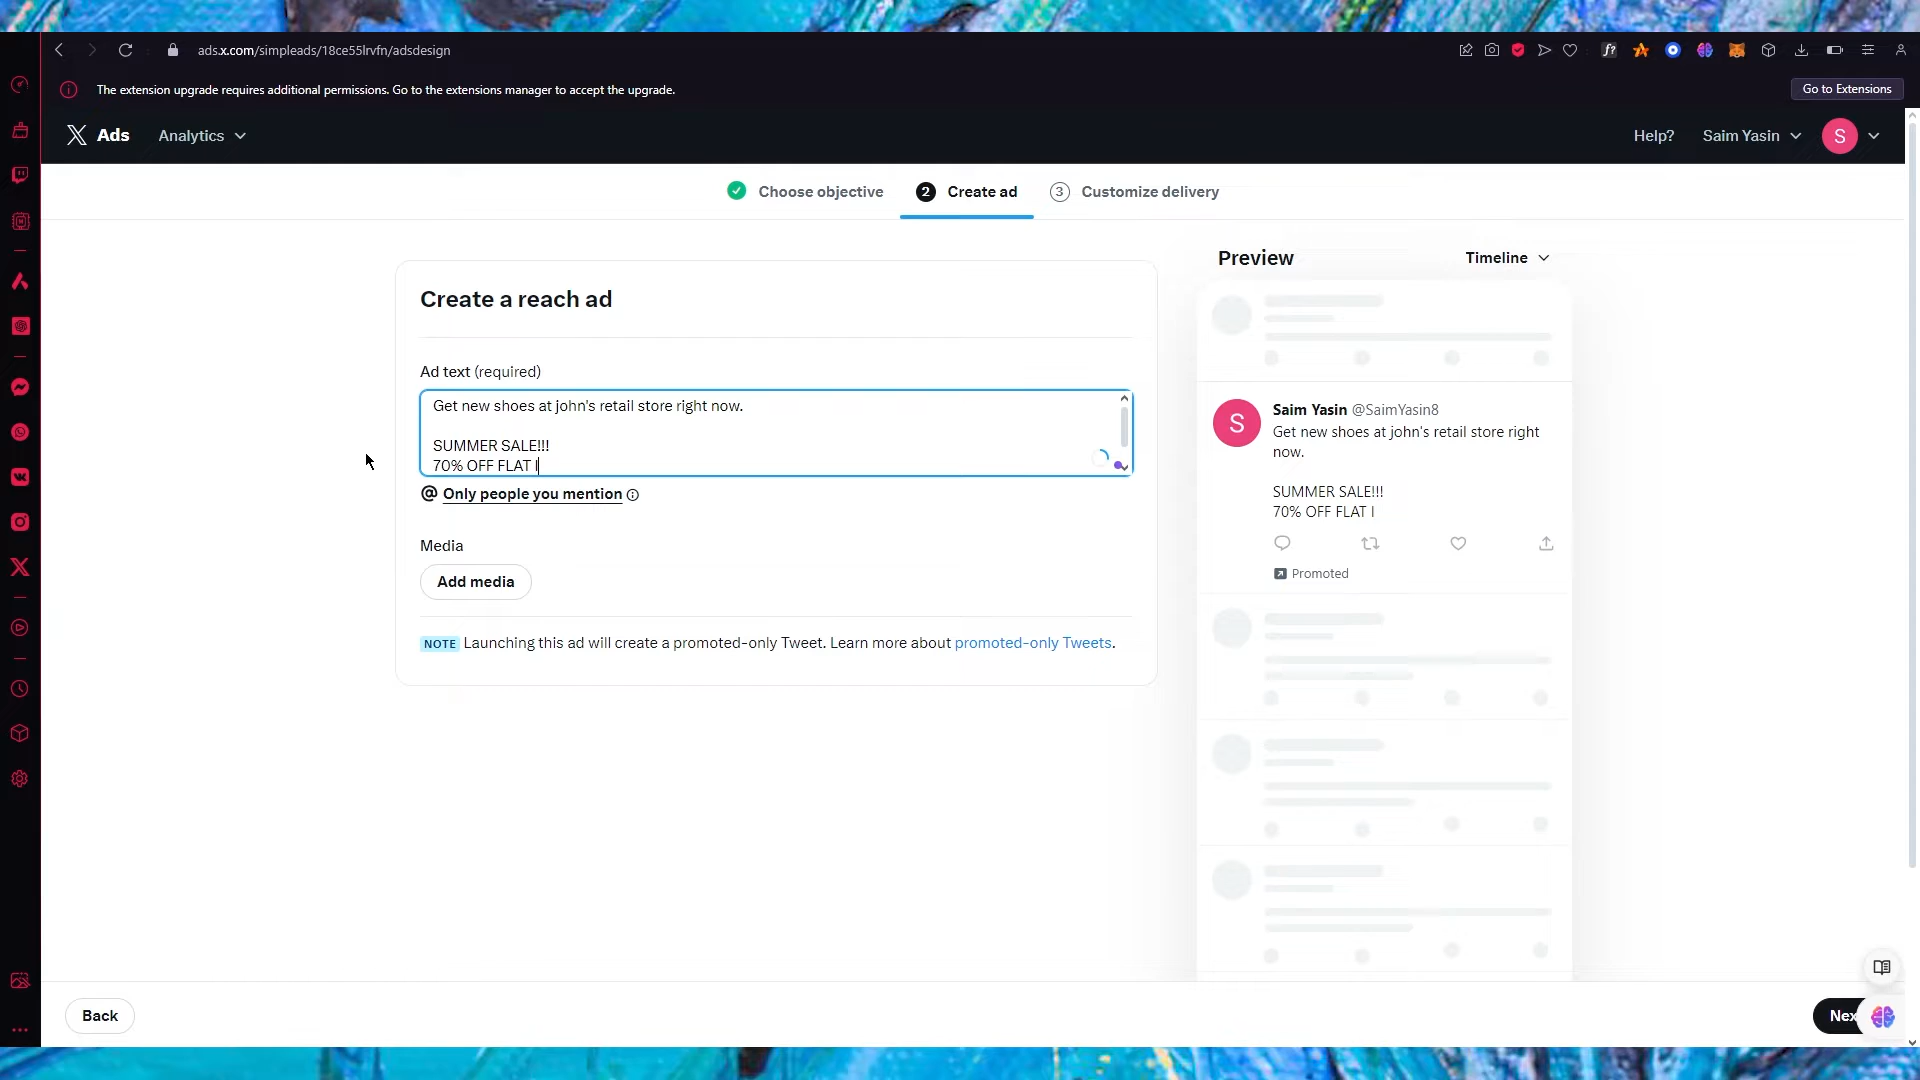 ads.x.com/simpleads/18ce55lrvfn/adsdesign
The extension upgrade requires additional permissions. Go to the extensions manager to accept the upgrade.
Go to Extensions
Ads
Analytics
Help?
Saim Yasin
S
Choose objective
2
Create ad
3
Customize delivery
Create a reach ad
Ad text (required)
Get new shoes at john's retail store right now.
SUMMER SALE!!!
70% OFF FLAT I
@ Only people you mention
Media
Add media
NOTE Launching this ad will create a promoted-only Tweet. Learn more about promoted-only Tweets.
Preview
Timeline
S
Saim Yasin @SaimYasin8
Get new shoes at john's retail store right
now.
SUMMER SALE!!!
70% OFF FLAT I
Promoted
Back
Nex